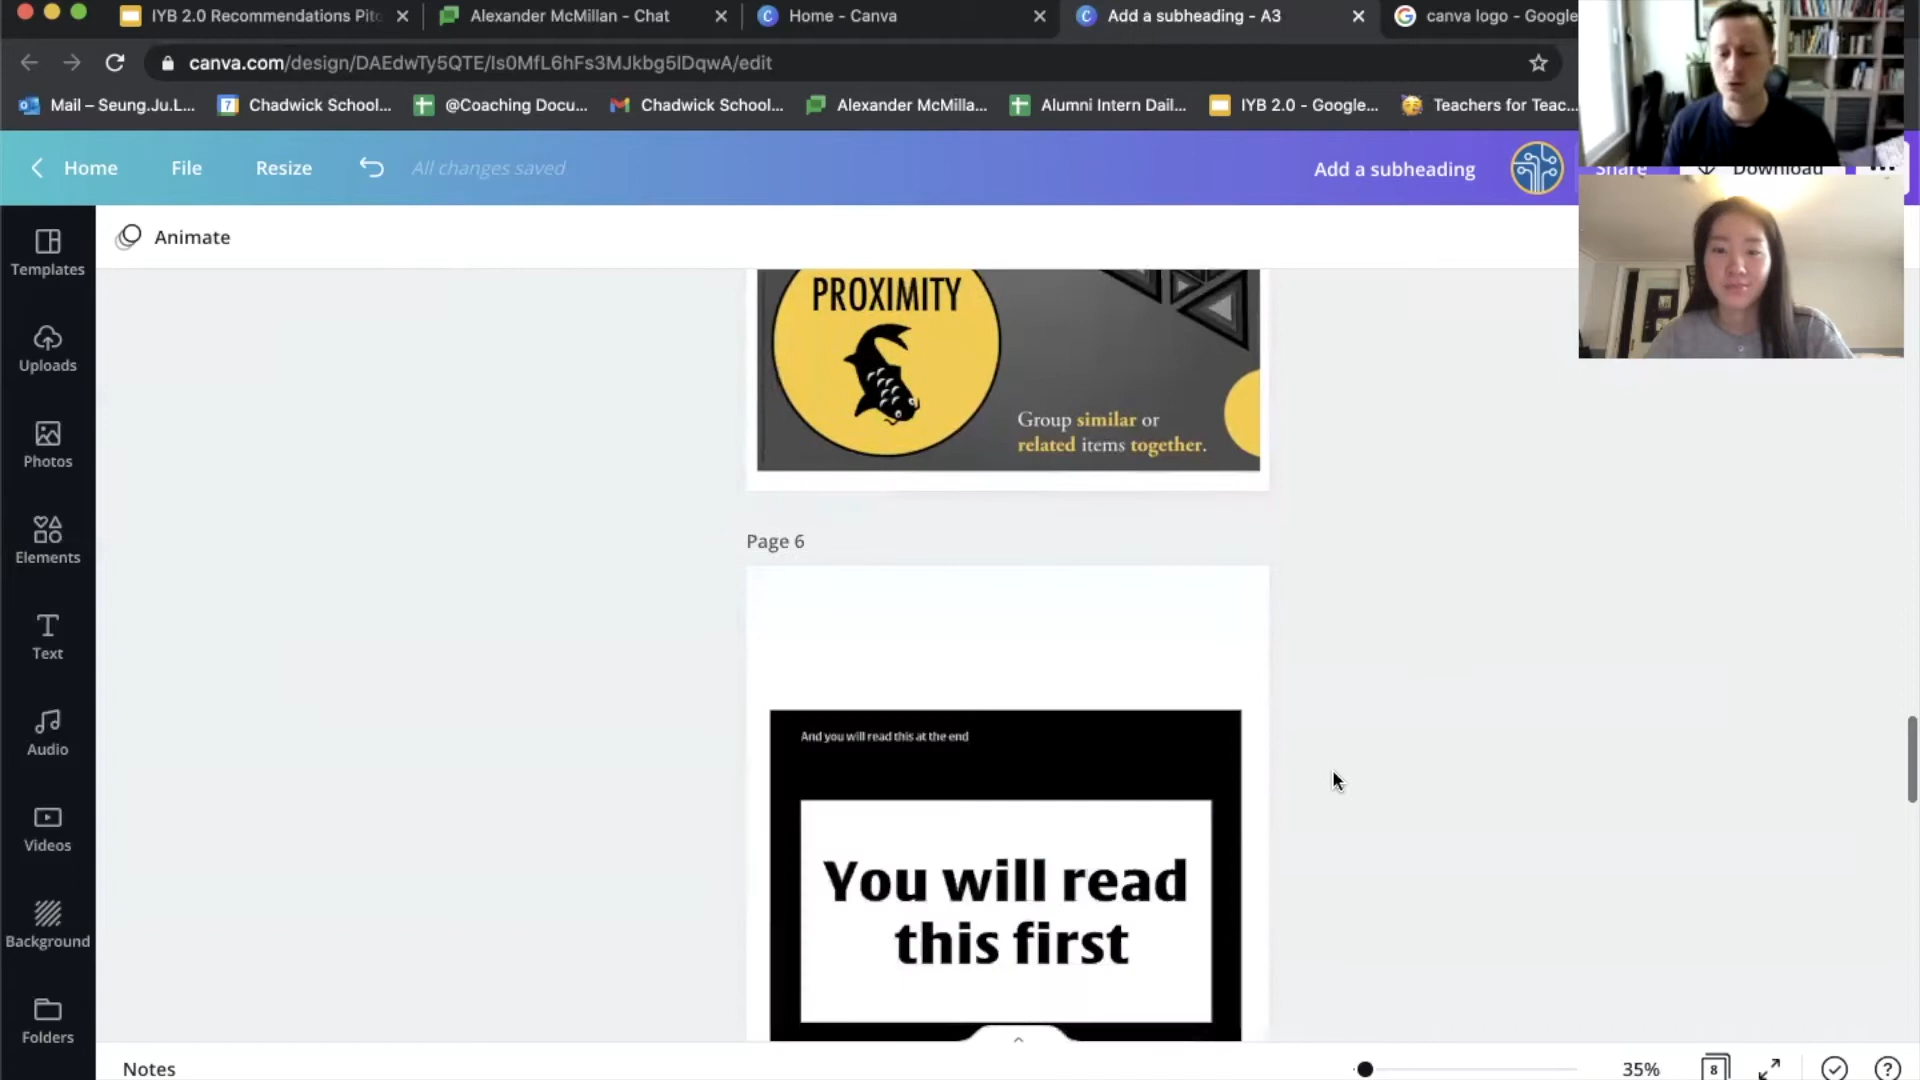 IYB 2.0 Recommendations Pitc
Alexander McMillan - Chat
Home - Canva
Add a subheading - A3
canva logo - Google
canva.com/design/DAEdwTy5QTE/Is0MfL6hFs3MJkbg5lDqwA/edit
Mail – Seung.Ju.L...
7
Chadwick School...
@Coaching Docu...
Chadwick School...
Alexander McMilla...
Alumni Intern Dail...
IYB 2.0 - Google...
Teachers for Teac...
Home
File
Resize
All changes saved
Add a subheading
Share
Download
...
Templates
Uploads
Photos
Elements
Text
Audio
Videos
Background
Folders
Animate
PROXIMITY
Group similar or
related items together.
Page 6
And you will read this at the end
You will read
this first
Notes
35%
8
?